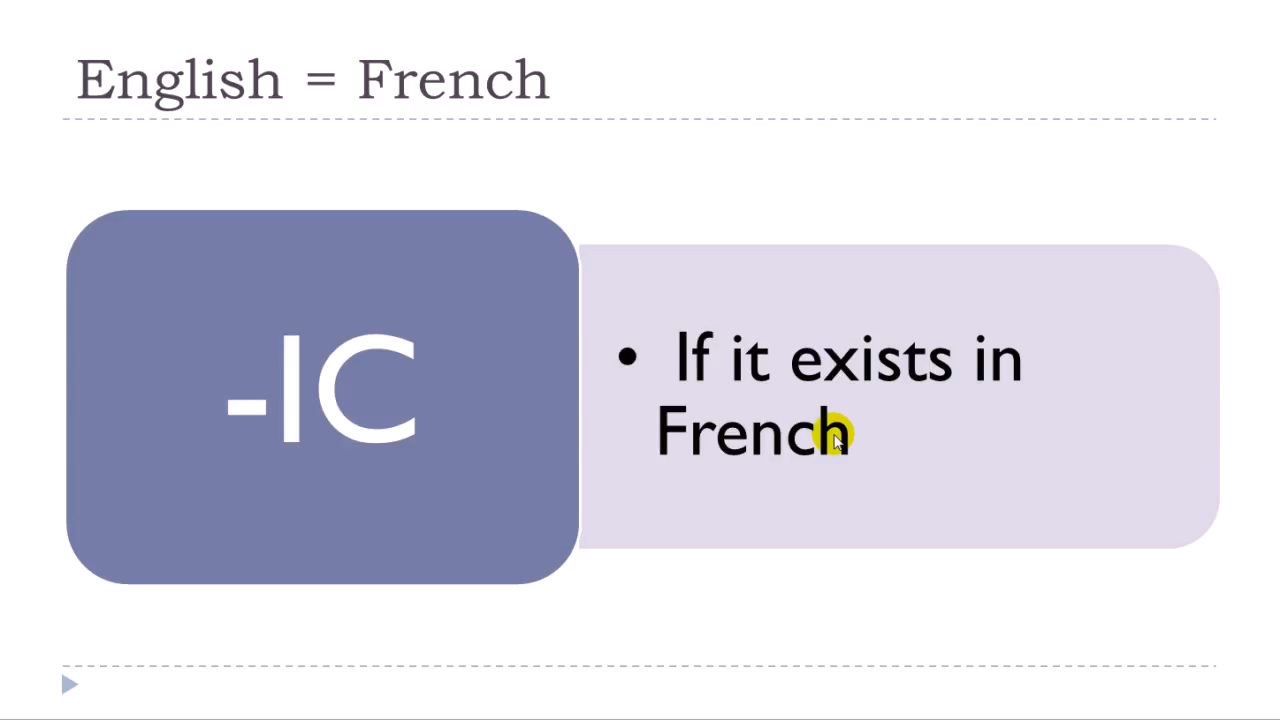 English = French
-IC
• If it exists in
French